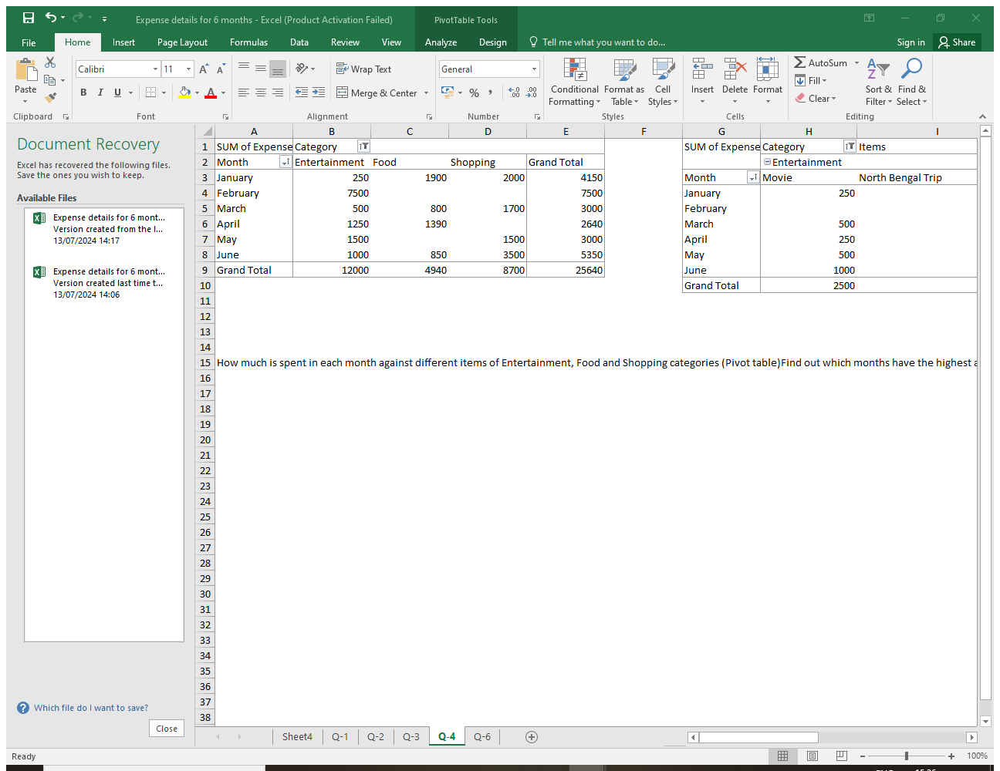 Expense details for 6 months - Excel (Product Activation Failed)
PivotTable Tools
File Home Insert Page Layout Formulas Data Review View Analyze Design Tell me what you want to do... Sign in Share
Calibri 11 Wrap Text General AutoSum
Paste B I U Merge & Center % Conditional Formatting Format as Table Cell Styles Insert Delete Format Fill Clear Sort & Filter Find & Select
Clipboard Font Alignment Number Styles Cells Editing
Document Recovery
Excel has recovered the following files.
Save the ones you wish to keep.
Available Files
Expense details for 6 mont...
Version created from the l...
13/07/2024 14:17
Expense details for 6 mont...
Version created last time t...
13/07/2024 14:06
Which file do I want to save?
Close
A B C D E F G H I
1 SUM of Expense Category SUM of Expense Category Items
2 Month Entertainment Food Shopping Grand Total Entertainment
3 January 250 1900 2000 4150 Month Movie North Bengal Trip
4 February 7500 7500 January 250
5 March 500 800 1700 3000 February
6 April 1250 1390 2640 March 500
7 May 1500 1500 3000 April 250
8 June 1000 850 3500 5350 May 500
9 Grand Total 12000 4940 8700 25640 June 1000
10 Grand Total 2500
11
12
13
14
15 How much is spent in each month against different items of Entertainment, Food and Shopping categories (Pivot table)Find out which months have the highest a
16
17
18
19
20
21
22
23
24
25
26
27
28
29
30
31
32
33
34
35
36
37
38
Sheet4 Q-1 Q-2 Q-3 Q-4 Q-6
Ready 100%